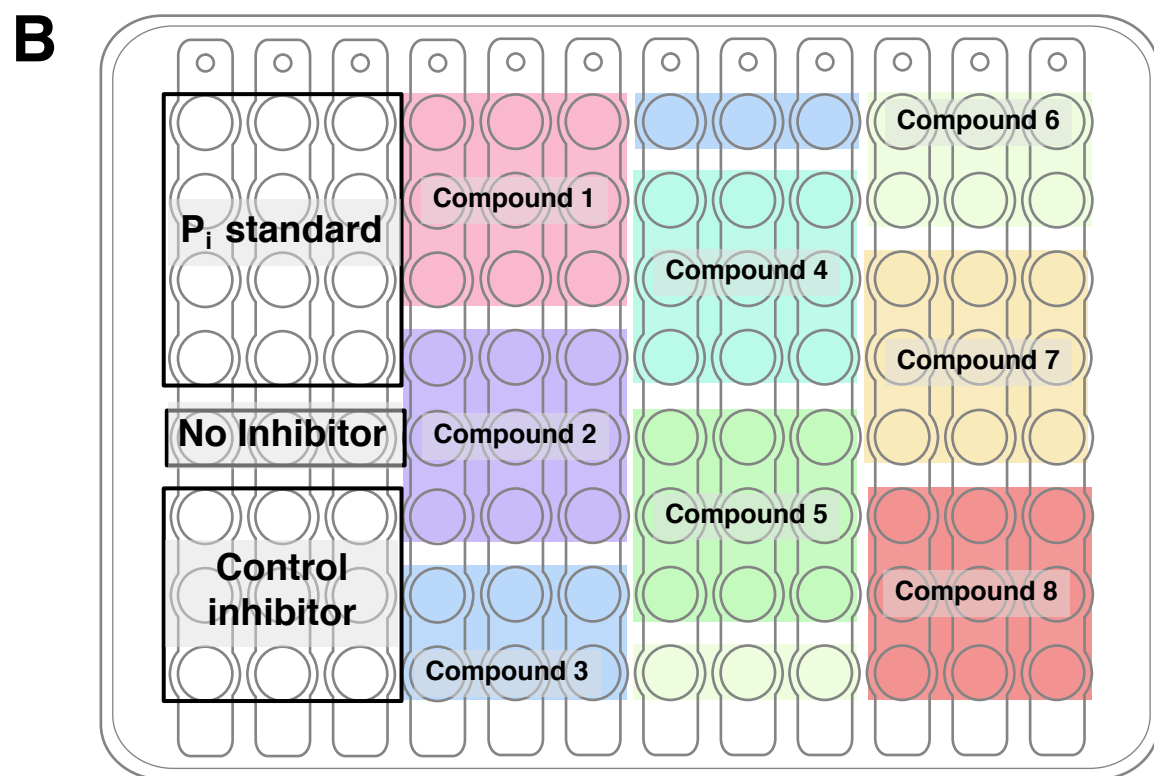 B
Pi standard
No Inhibitor
Control
inhibitor
Compound 1
Compound 2
Compound 3
Compound 4
Compound 5
Compound 6
Compound 7
Compound 8